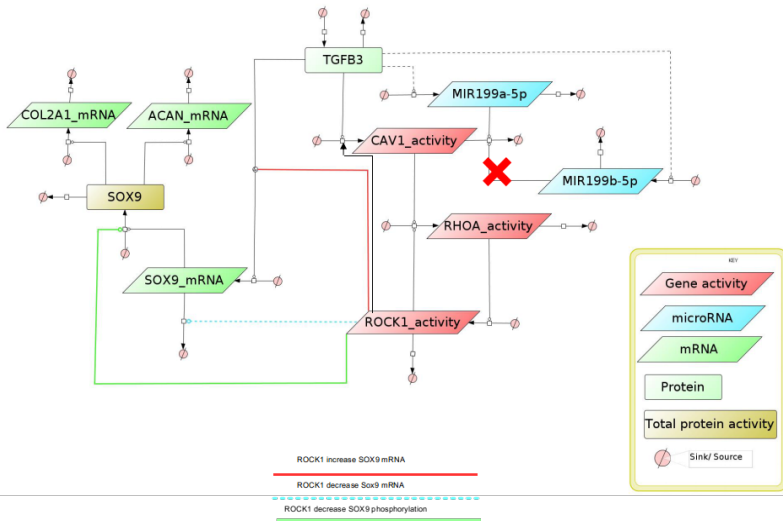 TGFB3
MIR199a-5p
COL2A1_mRNA
ACAN_mRNA
CAV1_activity
MIR199b-5p
SOX9
RHOA_activity
SOX9_mRNA
ROCK1_activity
KEY
Gene activity
microRNA
mRNA
Protein
Total protein activity
Sink/ Source
ROCK1 increase SOX9 mRNA
ROCK1 decrease Sox9 mRNA
ROCK1 decrease SOX9 phosphorylation